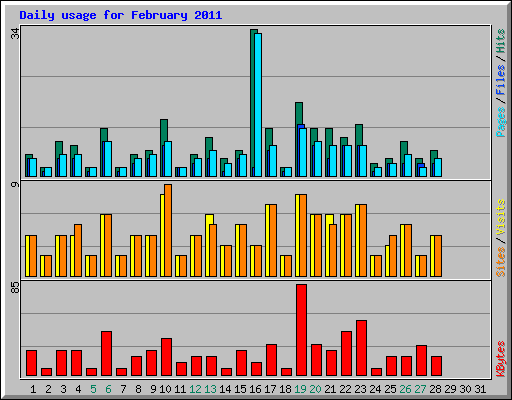 Daily usage for February 2011
34
Pages / Files / Hits
9
Sites / Visits
85
KBytes
1 2 3 4 5 6 7 8 9 10 11 12 13 14 15 16 17 18 19 20 21 22 23 24 25 26 27 28 29 30 31